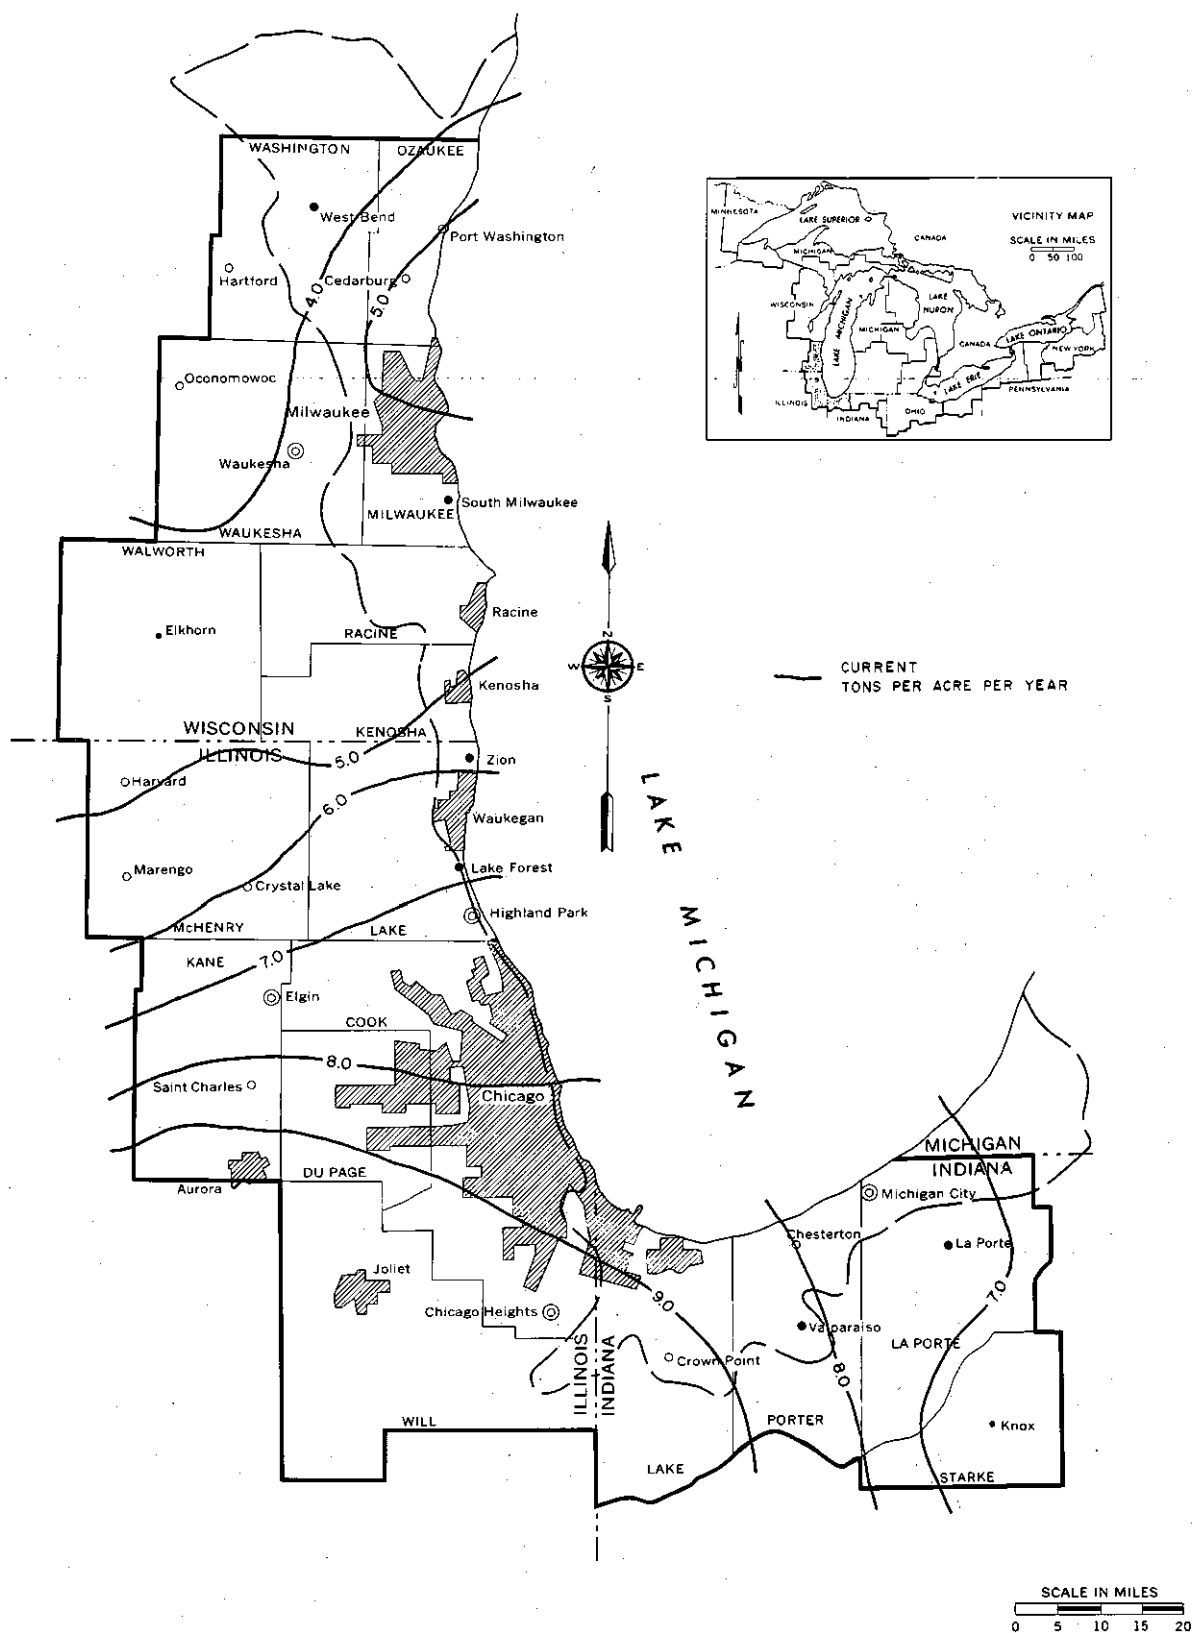 WASHINGTON
OZAUKEE
West Bend
Port Washington
Hartford
Cedarburg
4.0
5.0
Oconomowoc
Milwaukee
Waukesha
South Milwaukee
MILWAUKEE
WAUKESHA
WALWORTH
Elkhorn
Racine
RACINE
Kenosha
KENOSHA
WISCONSIN
ILLINOIS
5.0
Zion
Harvard
6.0
Waukegan
Marengo
Crystal Lake
Lake Forest
Highland Park
McHENRY
LAKE
KANE
7.0
Elgin
COOK
8.0
Saint Charles
Chicago
DU PAGE
Aurora
Joliet
Chicago Heights
ILLINOIS
INDIANA
WILL
9.0
Crown Point
LAKE
PORTER
Chesterton
Valparaiso
8.0
MICHIGAN
INDIANA
Michigan City
La Porte
7.0
LA PORTE
Knox
STARKE
LAKE MICHIGAN
N
W
E
S
CURRENT
TONS PER ACRE PER YEAR
VICINITY MAP
SCALE IN MILES
0 50 100
MINNESOTA
LAKE SUPERIOR
CANADA
MICHIGAN
WISCONSIN
LAKE MICHIGAN
LAKE HURON
MICHIGAN
CANADA
LAKE ONTARIO
NEW YORK
LAKE ERIE
PENNSYLVANIA
ILLINOIS
INDIANA
OHIO
SCALE IN MILES
0 5 10 15 20